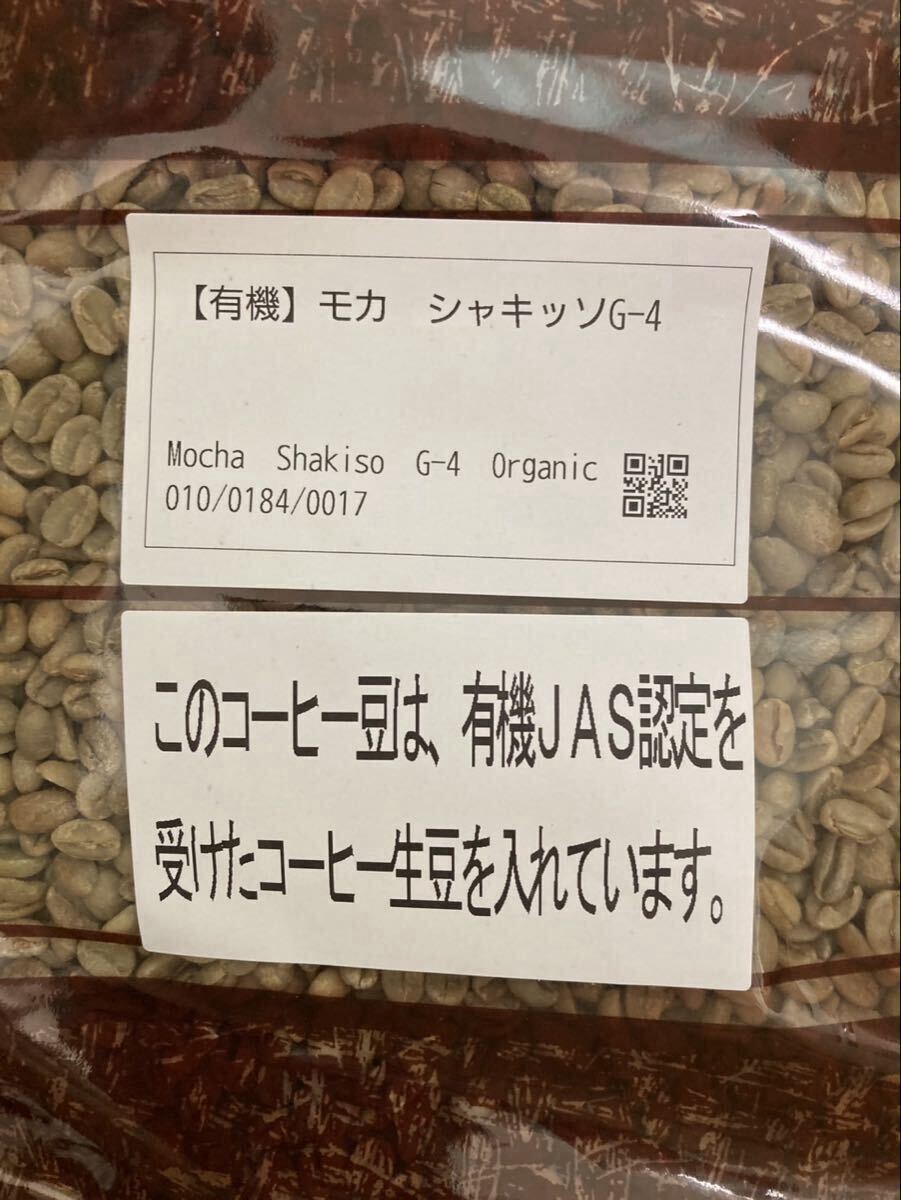 【有機】モカ　シャキッソG-4
Mocha　Shakiso　G-4　Organic
010/0184/0017
このコーヒー豆は、有機ＪＡＳ認定を
受けたコーヒー生豆を入れています。